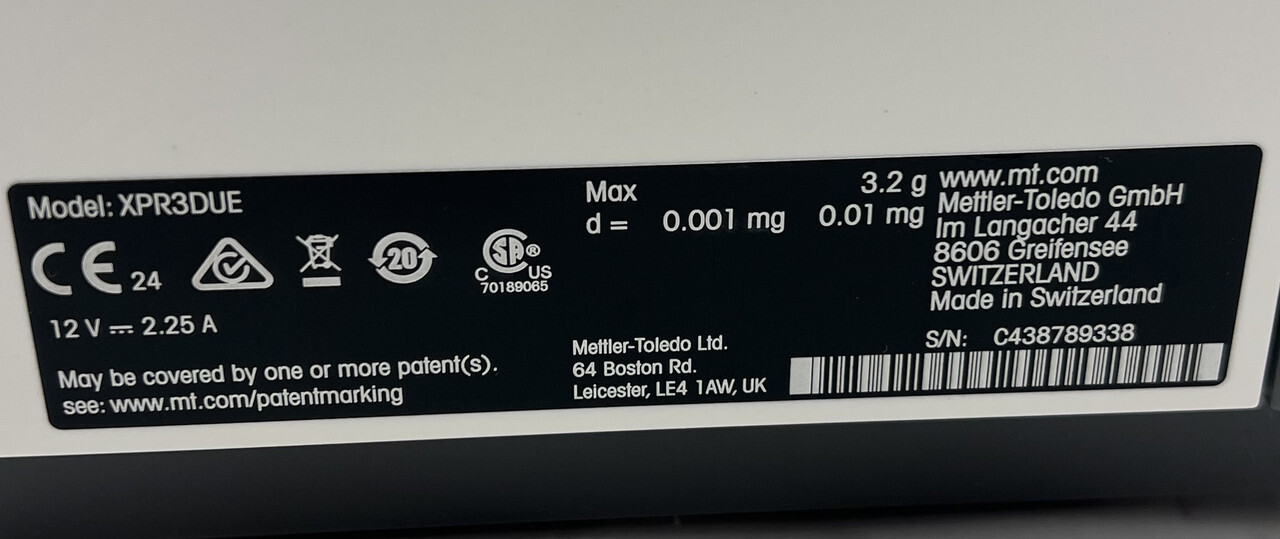 Model: XPR3DUE
CE 24
20
SA®
C US
70189065
12 V ⎓ 2.25 A
May be covered by one or more patent(s).
see: www.mt.com/patentmarking
Max 3.2 g
d = 0.001 mg 0.01 mg
Mettler-Toledo Ltd.
64 Boston Rd.
Leicester, LE4 1AW, UK
www.mt.com
Mettler-Toledo GmbH
Im Langacher 44
8606 Greifensee
SWITZERLAND
Made in Switzerland
S/N: C438789338